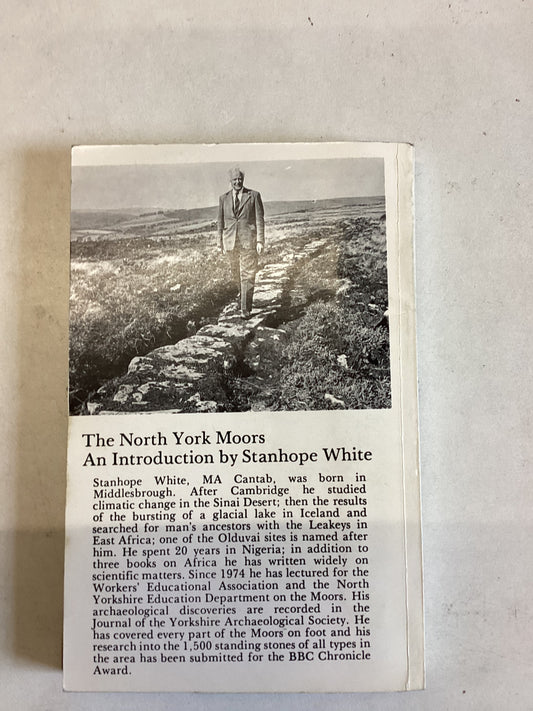 The North York Moors
An Introduction by Stanhope White
Stanhope White, MA Cantab, was born in
Middlesbrough. After Cambridge he studied
climatic change in the Sinai Desert; then the results
of the bursting of a glacial lake in Iceland and
searched for man's ancestors with the Leakeys in
East Africa; one of the Olduvai sites is named after
him. He spent 20 years in Nigeria; in addition to
three books on Africa he has written widely on
scientific matters. Since 1974 he has lectured for the
Workers' Educational Association and the North
Yorkshire Education Department on the Moors. His
archaeological discoveries are recorded in the
Journal of the Yorkshire Archaeological Society. He
has covered every part of the Moors on foot and his
research into the 1,500 standing stones of all types in
the area has been submitted for the BBC Chronicle
Award.